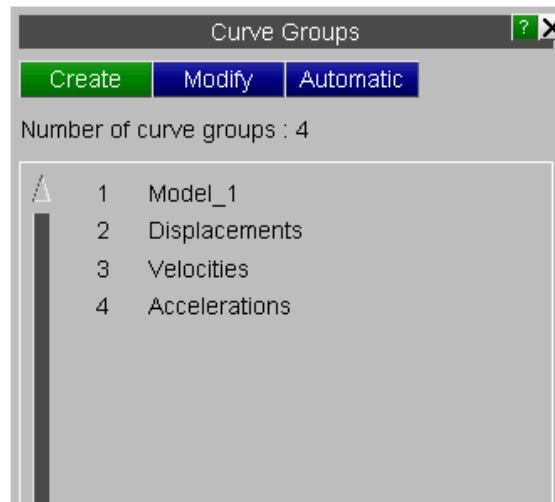 Curve Groups ? X
Create Modify Automatic
Number of curve groups : 4
1 Model_1
2 Displacements
3 Velocities
4 Accelerations